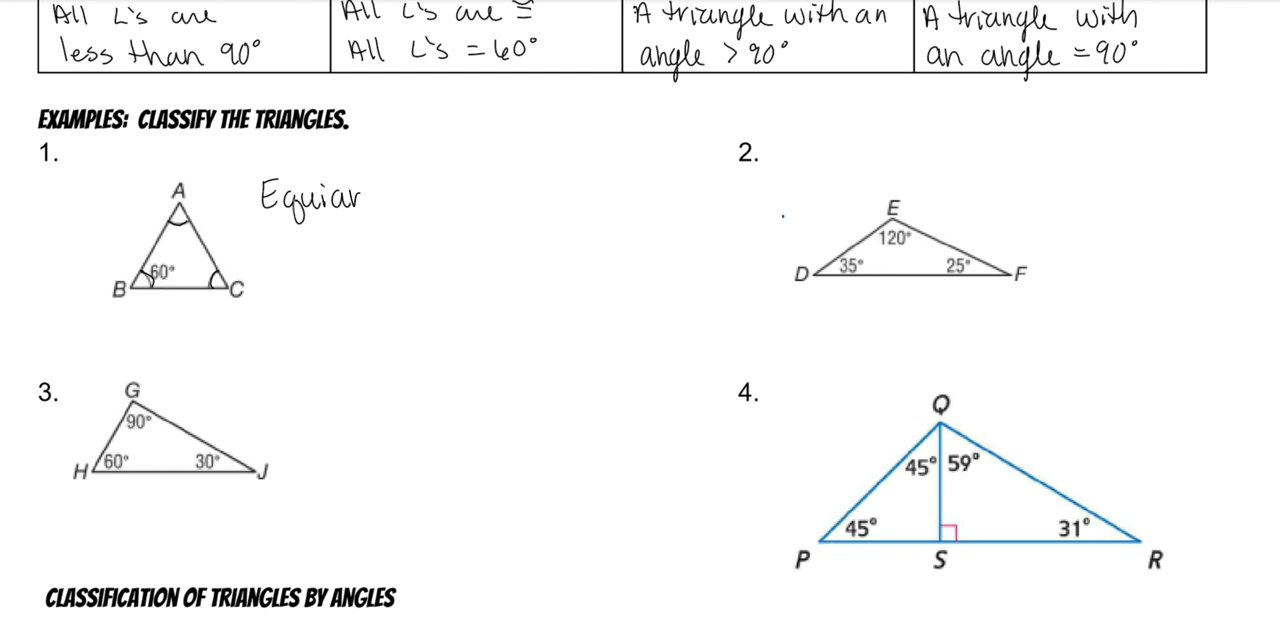 All L's are
less than 90°
All L's are ≅
All L's = 60°
A triangle with an
angle > 90°
A triangle with
an angle = 90°
EXAMPLES: CLASSIFY THE TRIANGLES.
1.
A
60°
B
C
Equiar
2.
E
120°
D
35°
25°
F
3.
G
90°
H
60°
30°
J
4.
Q
45° 59°
45°
31°
P
S
R
CLASSIFICATION OF TRIANGLES BY ANGLES